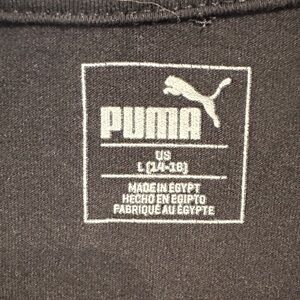 PUMA
US
L (14-16)
MADE IN EGYPT
HECHO EN EGIPTO
FABRIQUÉ AU ÉGYPTE